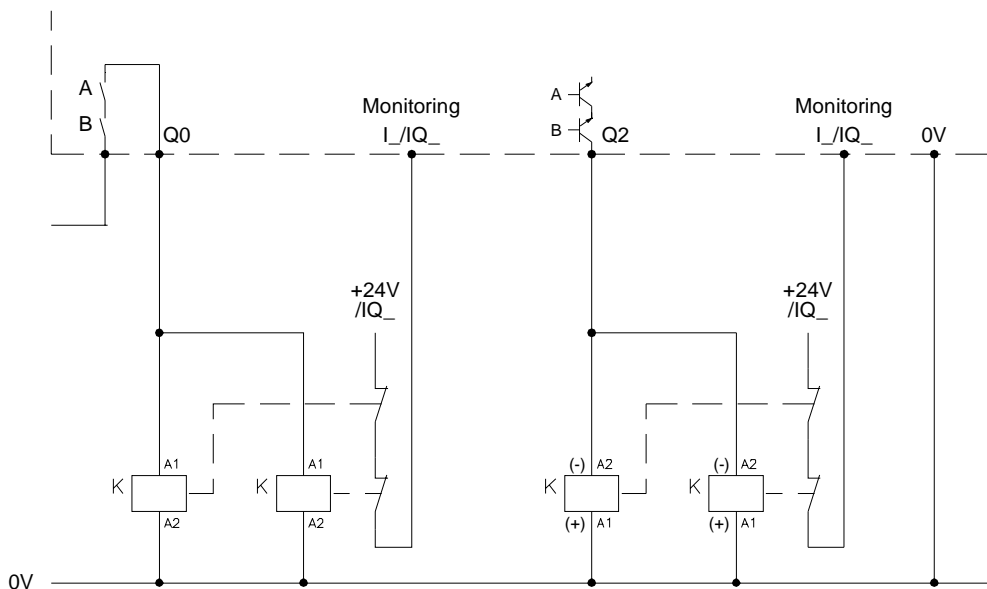 A
B
Q0
Monitoring
I_/IQ_
A
B
Q2
Monitoring
I_/IQ_
0V
+24V
/IQ_
+24V
/IQ_
K
A1
A2
K
A1
A2
K
(-) A2
(+) A1
K
(-) A2
(+) A1
0V